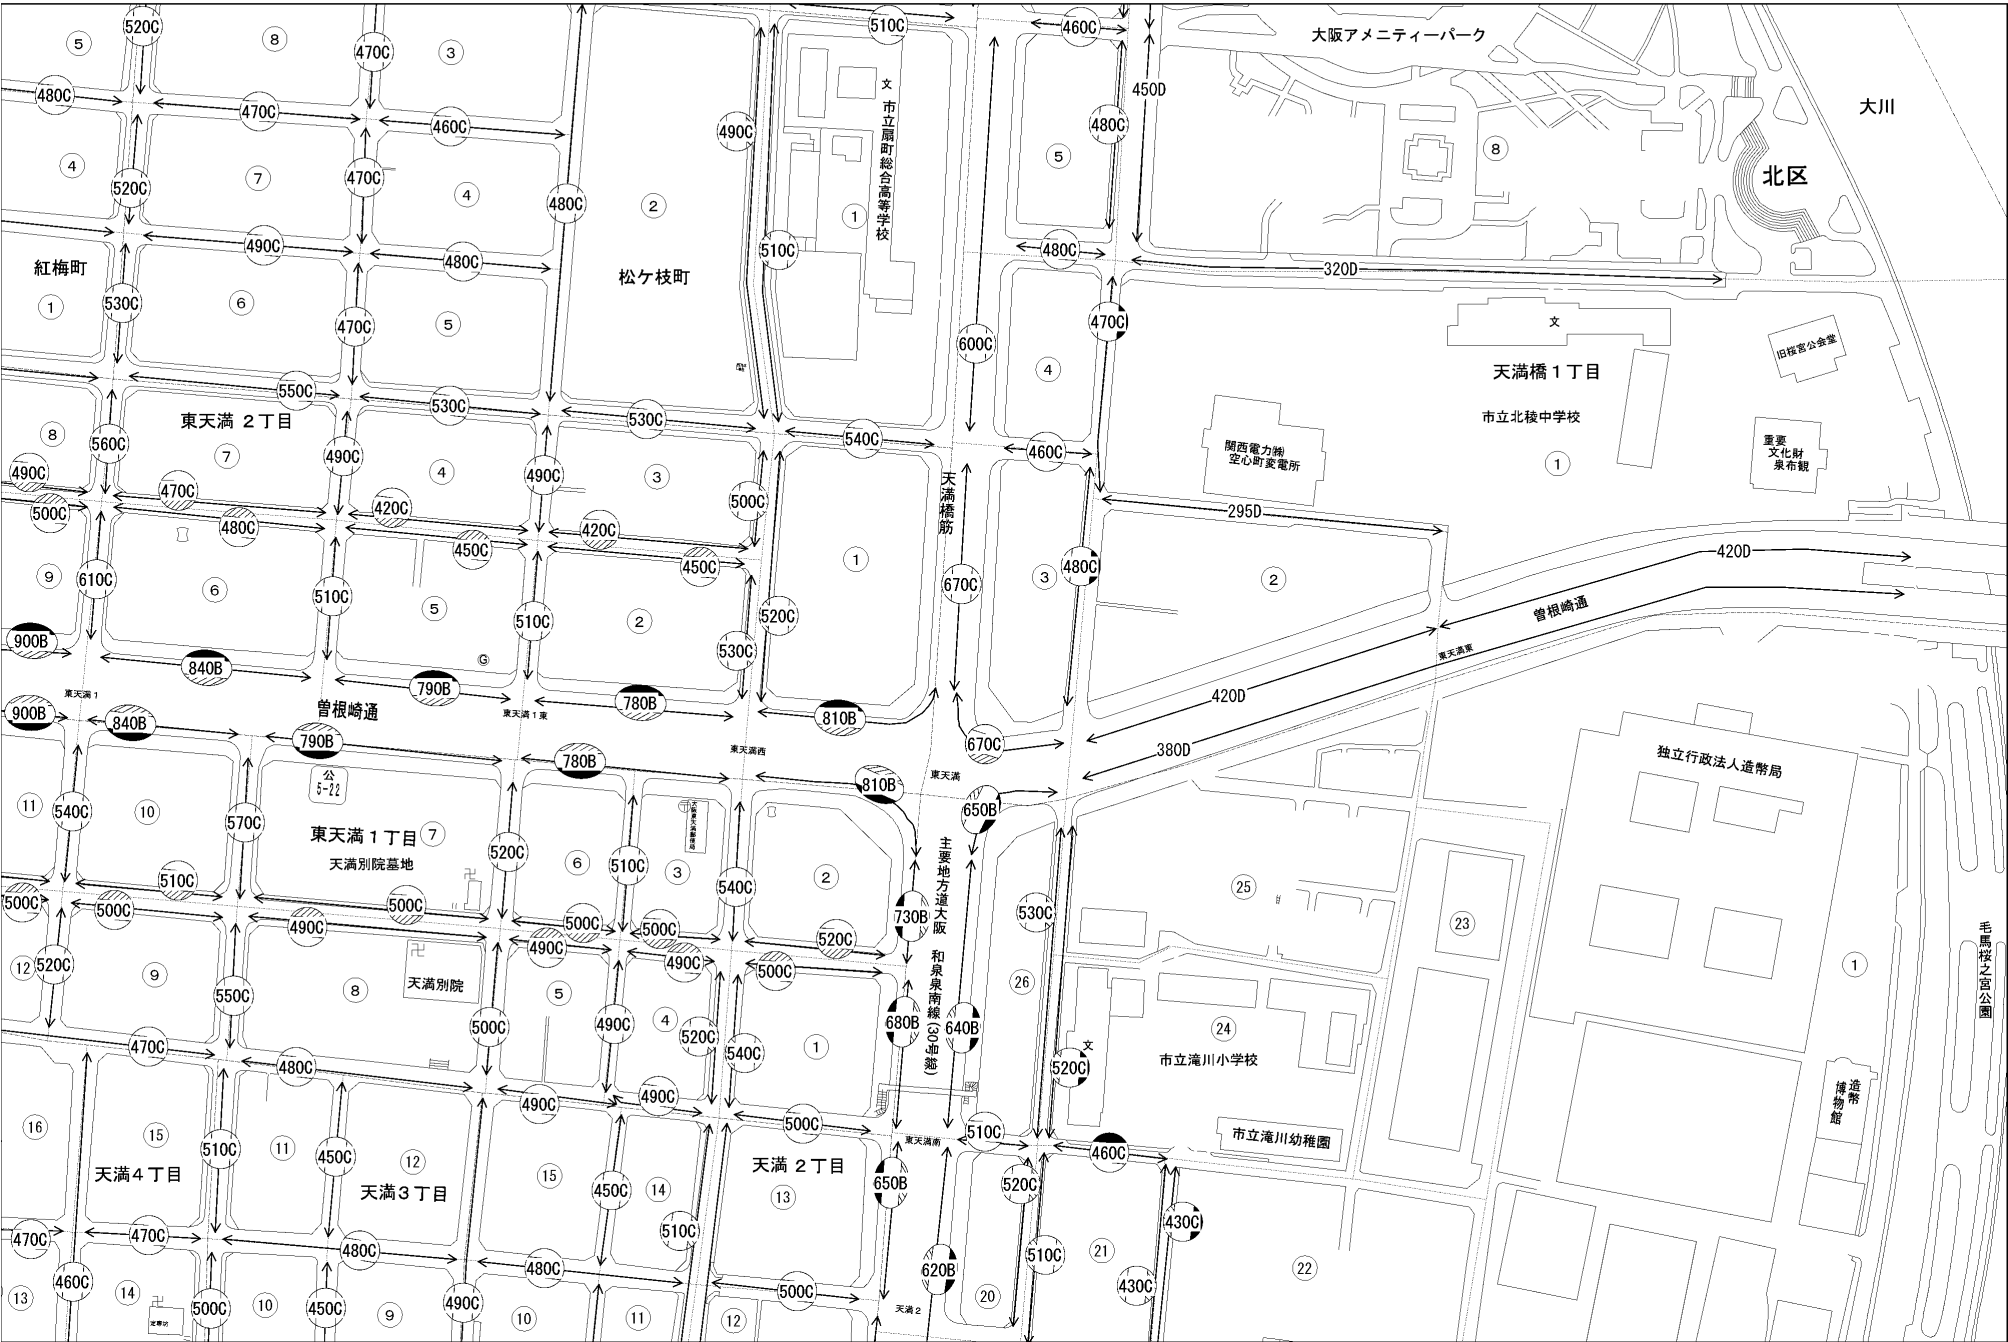 520C
510C
460C
5
8
470C
3
大阪アメニティーパーク
480C
470C
460C
490C
文
市立扇町総合高等学校
480C
450D
大川
4
520C
7
470C
4
480C
2
1
5
8
北区
490C
480C
510C
480C
320D
紅梅町
1
530C
6
470C
5
松ケ枝町
600C
470C
文
旧桜宮公会堂
天満橋1丁目
市立北稜中学校
550C
530C
530C
540C
460C
4
東天満 2丁目
8
560C
7
490C
4
490C
3
関西電力㈱
空心町変電所
重要
文化財
泉布観
1
490C
500C
470C
480C
420C
450C
420C
450C
500C
天満橋筋
295D
9
610C
6
510C
5
510C
2
1
520C
530C
670C
3
480C
2
420D
曽根崎通
900B
840B
G
790B
780B
810B
東天満東
420D
東天満1
曽根崎通
東天満1東
900B
840B
790B
780B
東天満西
810B
東天満
670C
380D
650B
独立行政法人造幣局
公
5-22
11
540C
10
570C
東天満1丁目
7
天満別院墓地
520C
6
510C
大阪東天満郵便局
3
540C
2
主要地方道大阪 和泉泉南線(30号線)
730B
530C
25
23
510C
500C
500C
500C
520C
500C
500C
490C
490C
490C
500C
12
520C
9
550C
8
天満別院
500C
5
490C
4
520C
540C
1
680B
640B
26
520C
文
24
市立滝川小学校
1
毛馬桜之宮公園
470C
480C
490C
490C
500C
東天満南
510C
460C
市立滝川幼稚園
造幣
博物館
16
15
510C
11
450C
12
天満4丁目
天満3丁目
15
450C
14
510C
天満 2丁目
13
650B
520C
430C
470C
470C
480C
480C
500C
620B
510C
21
430C
22
460C
13
14
500C
10
450C
9
490C
10
11
12
天満2
20
定専坊